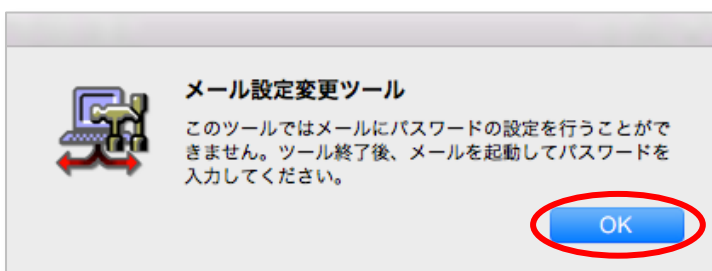 メール設定変更ツール
このツールではメールにパスワードの設定を行うことがで
きません。ツール終了後、メールを起動してパスワードを
入力してください。
OK